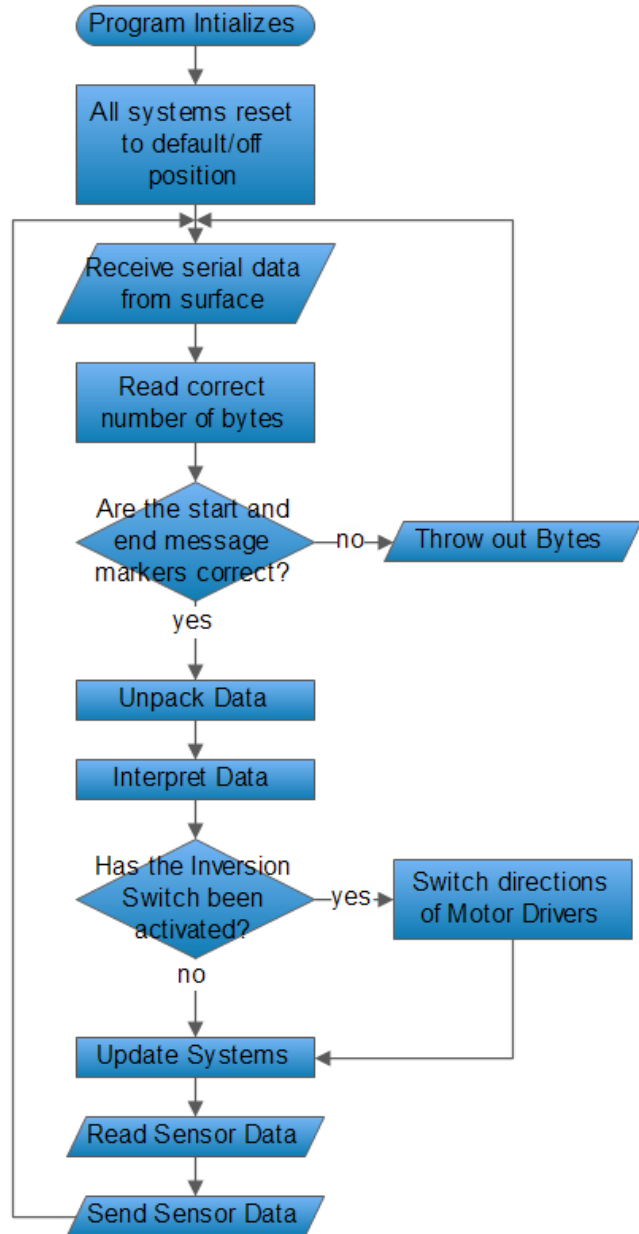 Program Intializes
All systems reset
to default/off
position
Receive serial data
from surface
Read correct
number of bytes
Are the start and
end message
markers correct?
no
Throw out Bytes
yes
Unpack Data
Interpret Data
Has the Inversion
Switch been
activated?
yes
Switch directions
of Motor Drivers
no
Update Systems
Read Sensor Data
Send Sensor Data